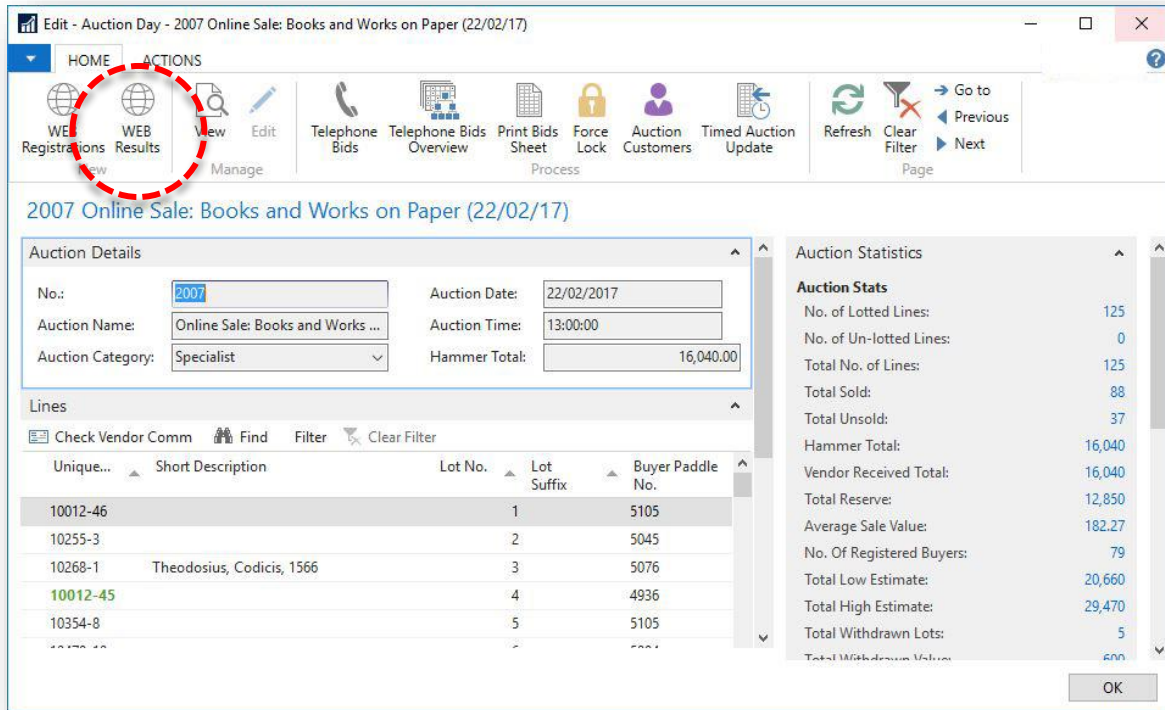 Edit - Auction Day - 2007 Online Sale: Books and Works on Paper (22/02/17)
HOME ACTIONS
WEB Registrations
WEB Results
View
Edit
Telephone Bids
Telephone Bids Overview
Print Bids Sheet
Force Lock
Auction Customers
Timed Auction Update
Refresh
Clear Filter
Go to
Previous
Next
New Manage Process Page
2007 Online Sale: Books and Works on Paper (22/02/17)
Auction Details
No.: 2007 Auction Date: 22/02/2017
Auction Name: Online Sale: Books and Works ... Auction Time: 13:00:00
Auction Category: Specialist Hammer Total: 16,040.00
Lines
Check Vendor Comm Find Filter Clear Filter
Unique... Short Description Lot No. Lot Suffix Buyer Paddle No.
10012-46 1 5105
10255-3 2 5045
10268-1 Theodosius, Codicis, 1566 3 5076
10012-45 4 4936
10354-8 5 5105
Auction Statistics
Auction Stats
No. of Lotted Lines: 125
No. of Un-lotted Lines: 0
Total No. of Lines: 125
Total Sold: 88
Total Unsold: 37
Hammer Total: 16,040
Vendor Received Total: 16,040
Total Reserve: 12,850
Average Sale Value: 182.27
No. Of Registered Buyers: 79
Total Low Estimate: 20,660
Total High Estimate: 29,470
Total Withdrawn Lots: 5
Total Withdrawn Value: 600
OK